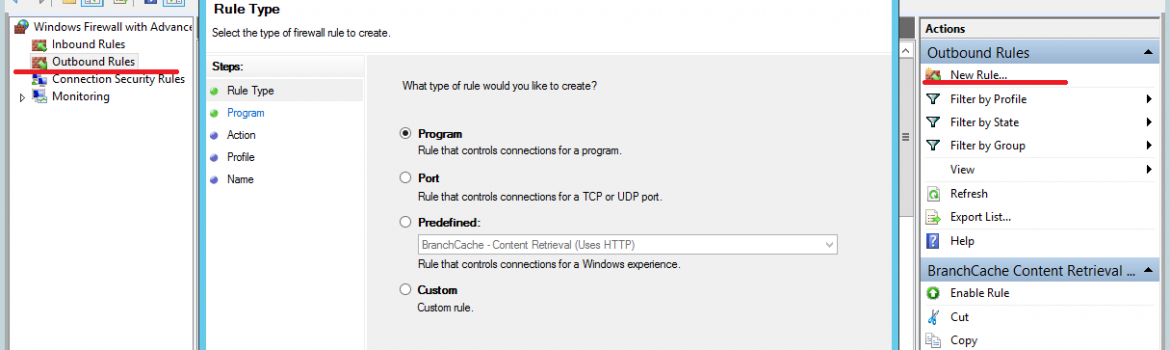 Windows Firewall with Advance
Inbound Rules
Outbound Rules
Connection Security Rules
Monitoring
Rule Type
Select the type of firewall rule to create.
Steps:
Rule Type
Program
Action
Profile
Name
What type of rule would you like to create?
Program
Rule that controls connections for a program.
Port
Rule that controls connections for a TCP or UDP port.
Predefined:
BranchCache - Content Retrieval (Uses HTTP)
Rule that controls connections for a Windows experience.
Custom
Custom rule.
Actions
Outbound Rules
New Rule...
Filter by Profile
Filter by State
Filter by Group
View
Refresh
Export List...
Help
BranchCache Content Retrieval ...
Enable Rule
Cut
Copy